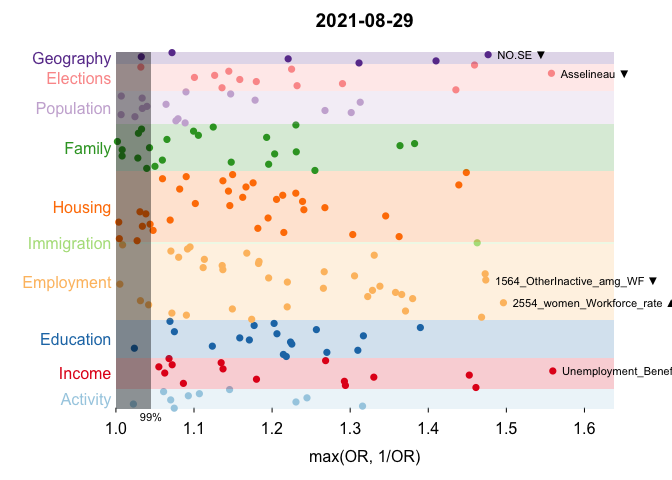 2021-08-29
Geography
NO.SE ▼
Elections
Asselineau ▼
Population
Family
Housing
Immigration
Employment
1564_OtherInactive_amg_WF ▼
2554_women_Workforce_rate ▲
Education
Income
Unemployment_Benef
Activity
99%
1.0 1.1 1.2 1.3 1.4 1.5 1.6
max(OR, 1/OR)